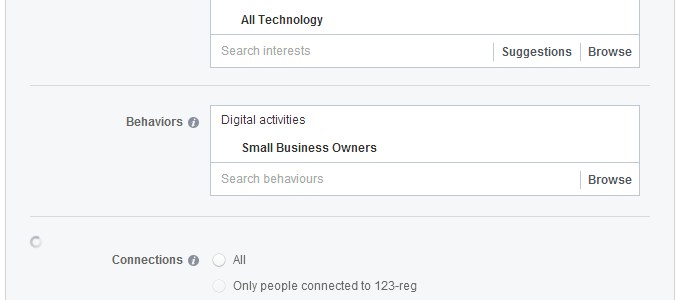 All Technology
Search interests Suggestions Browse
Behaviors i Digital activities
Small Business Owners
Search behaviours Browse
Connections i All
Only people connected to 123-reg